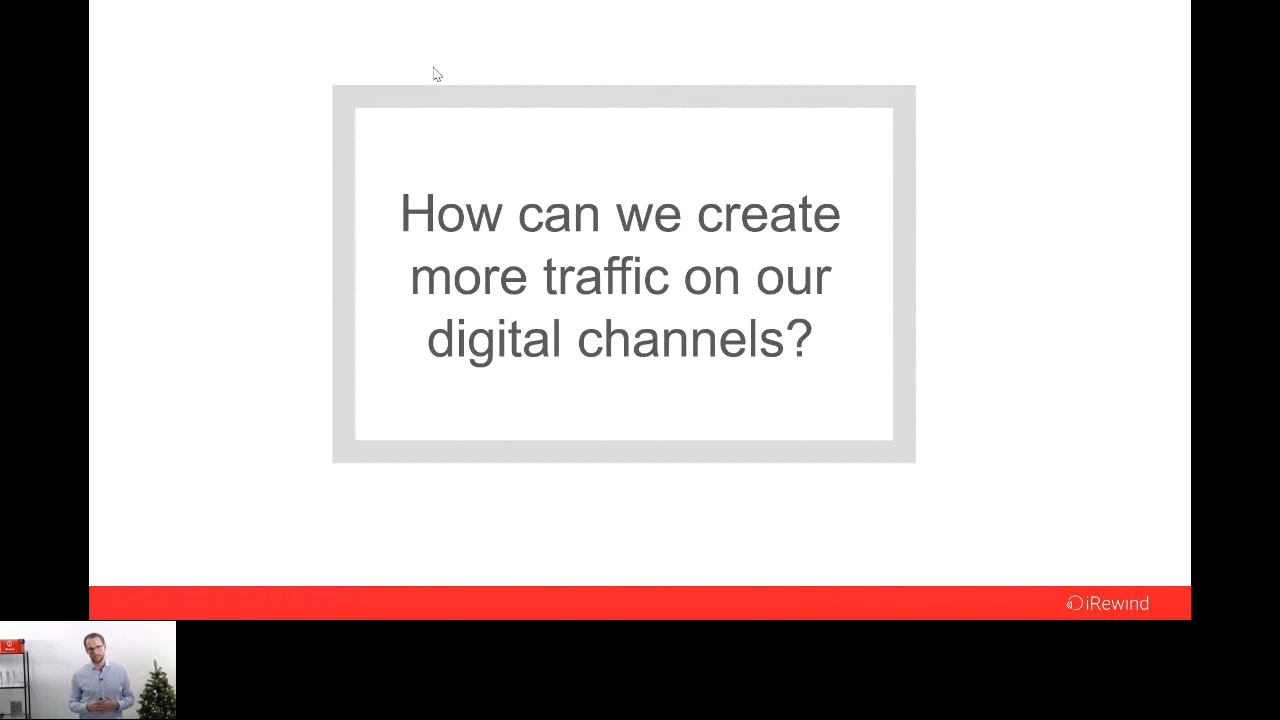 How can we create
more traffic on our
digital channels?
iRewind